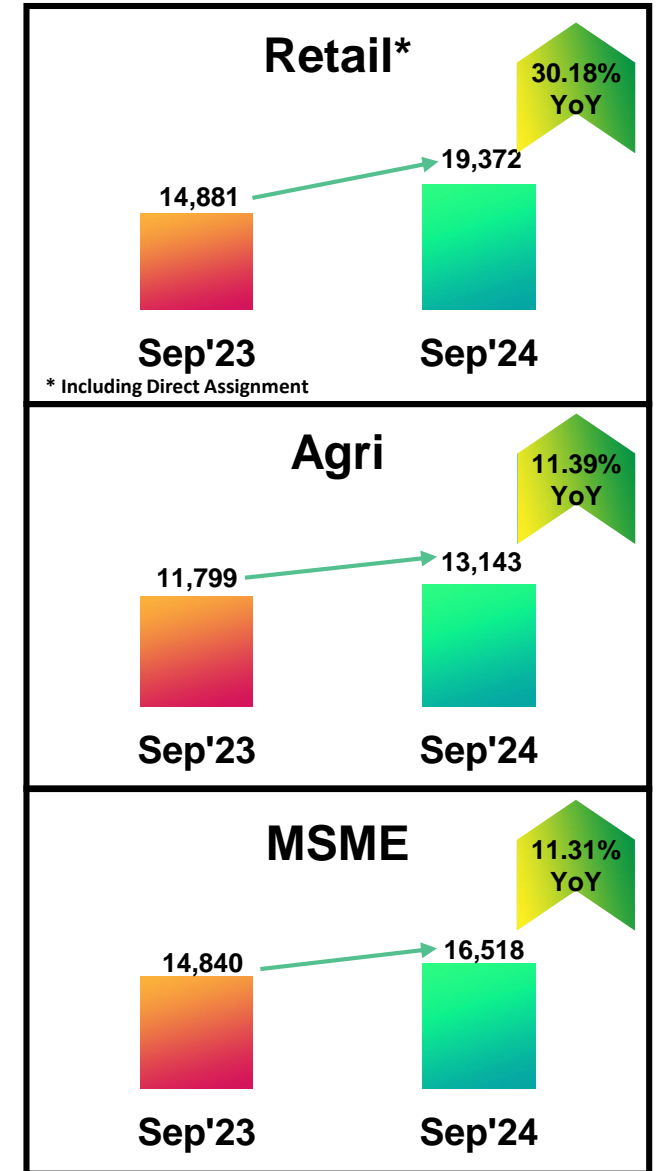 Retail*
30.18%
YoY
14,881
19,372
Sep'23
Sep'24
* Including Direct Assignment
Agri
11.39%
YoY
11,799
13,143
Sep'23
Sep'24
MSME
11.31%
YoY
14,840
16,518
Sep'23
Sep'24